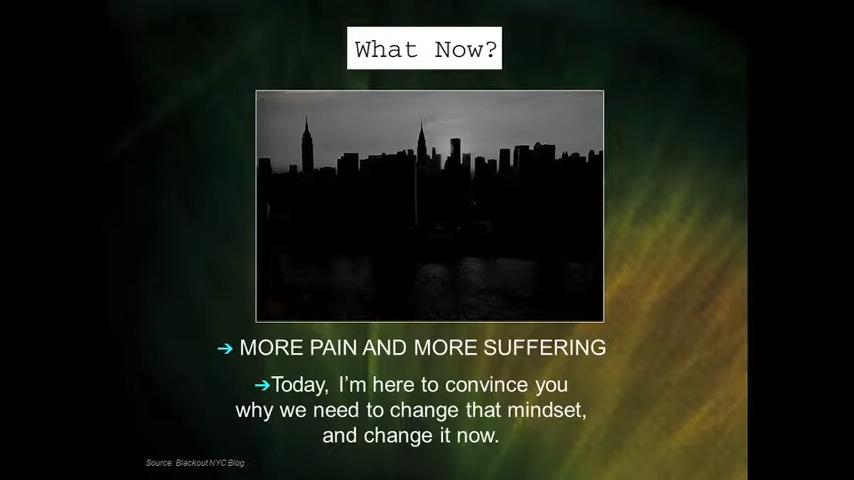 What Now?
➔ MORE PAIN AND MORE SUFFERING
➔Today, I'm here to convince you
why we need to change that mindset,
and change it now.
Source: Blackout NYC Blog